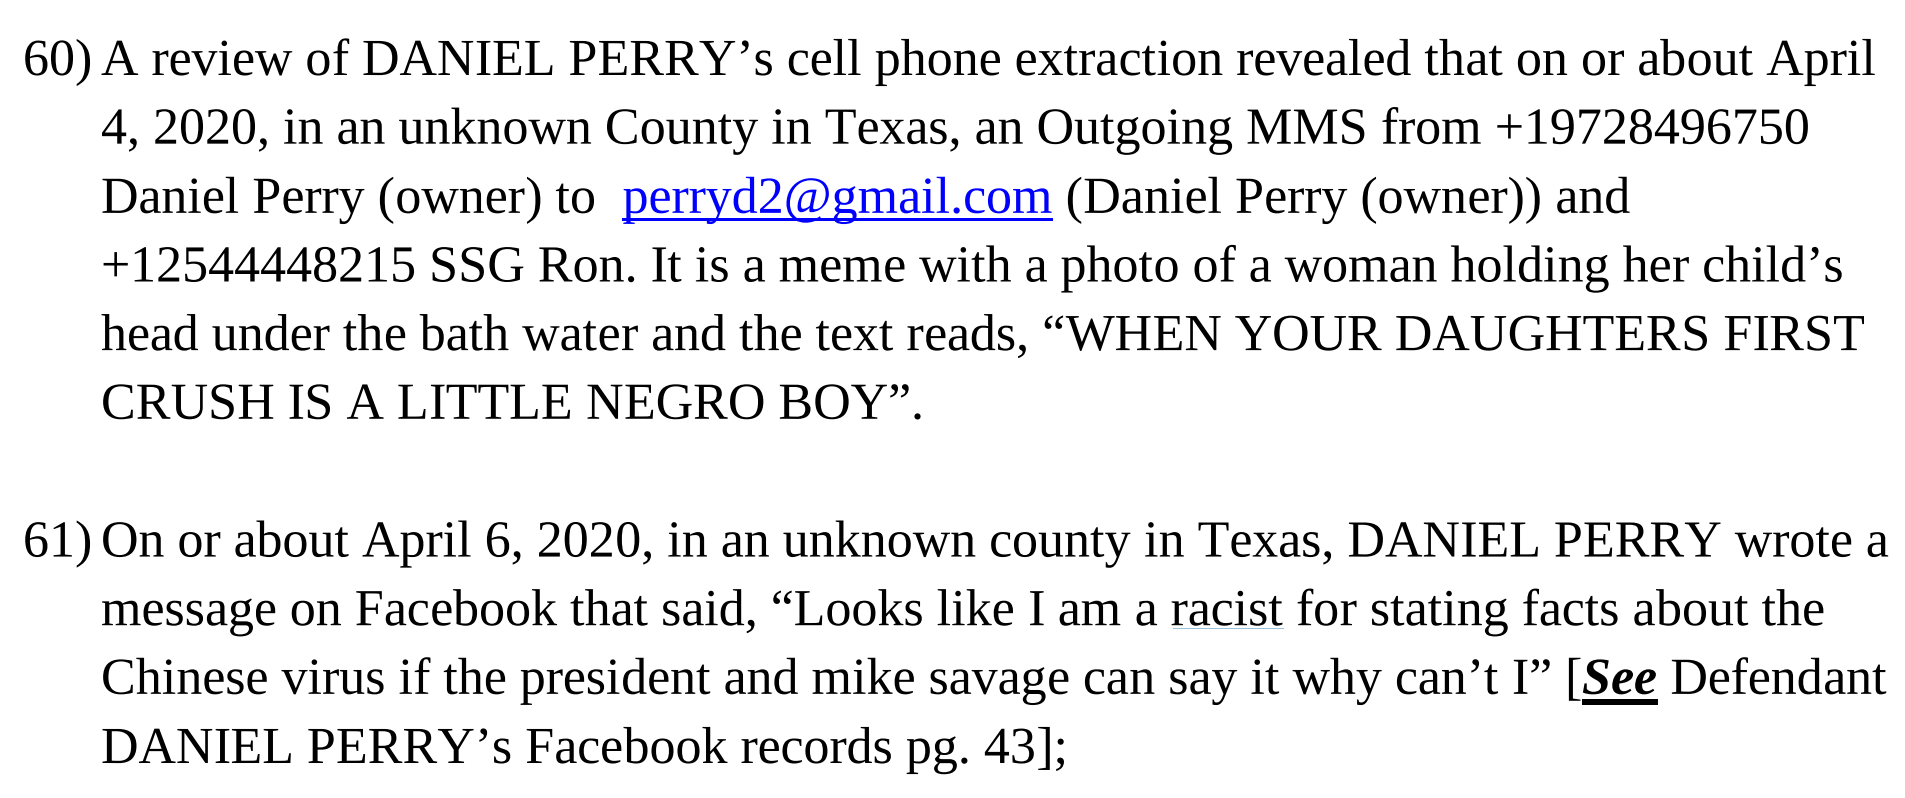 60) A review of DANIEL PERRY’s cell phone extraction revealed that on or about April
4, 2020, in an unknown County in Texas, an Outgoing MMS from +19728496750
Daniel Perry (owner) to  perryd2@gmail.com (Daniel Perry (owner)) and
+12544448215 SSG Ron. It is a meme with a photo of a woman holding her child’s
head under the bath water and the text reads, “WHEN YOUR DAUGHTERS FIRST
CRUSH IS A LITTLE NEGRO BOY”.
61) On or about April 6, 2020, in an unknown county in Texas, DANIEL PERRY wrote a
message on Facebook that said, “Looks like I am a racist for stating facts about the
Chinese virus if the president and mike savage can say it why can’t I” [See Defendant
DANIEL PERRY’s Facebook records pg. 43];